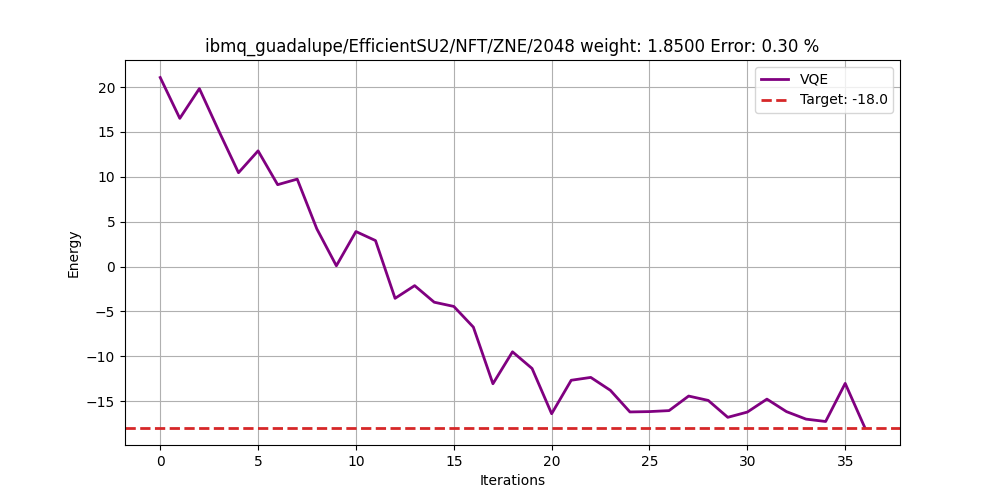 ibmq_guadalupe/EfficientSU2/NFT/ZNE/2048 weight: 1.8500 Error: 0.30 %
VQE
Target: -18.0
20
15
10
5
0
−5
−10
−15
Energy
0 5 10 15 20 25 30 35
Iterations